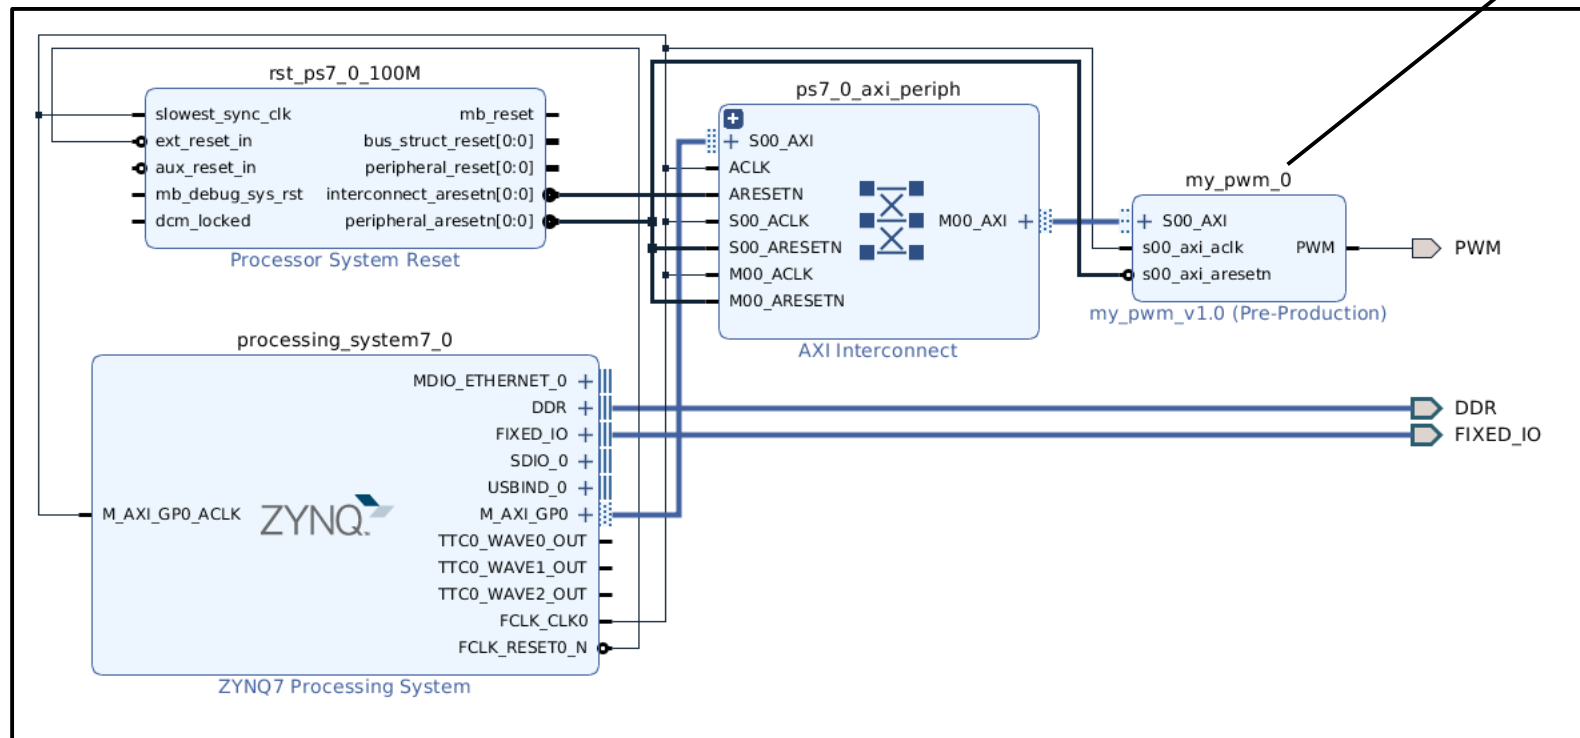 rst_ps7_0_100M
slowest_sync_clk
ext_reset_in
aux_reset_in
mb_debug_sys_rst
dcm_locked
mb_reset
bus_struct_reset[0:0]
peripheral_reset[0:0]
interconnect_aresetn[0:0]
peripheral_aresetn[0:0]
Processor System Reset
ps7_0_axi_periph
S00_AXI
ACLK
ARESETN
S00_ACLK
S00_ARESETN
M00_ACLK
M00_ARESETN
M00_AXI
AXI Interconnect
my_pwm_0
S00_AXI
s00_axi_aclk
s00_axi_aresetn
PWM
my_pwm_v1.0 (Pre-Production)
PWM
processing_system7_0
M_AXI_GP0_ACLK
ZYNQ
MDIO_ETHERNET_0
DDR
FIXED_IO
SDIO_0
USBIND_0
M_AXI_GP0
TTC0_WAVE0_OUT
TTC0_WAVE1_OUT
TTC0_WAVE2_OUT
FCLK_CLK0
FCLK_RESET0_N
ZYNQ7 Processing System
DDR
FIXED_IO